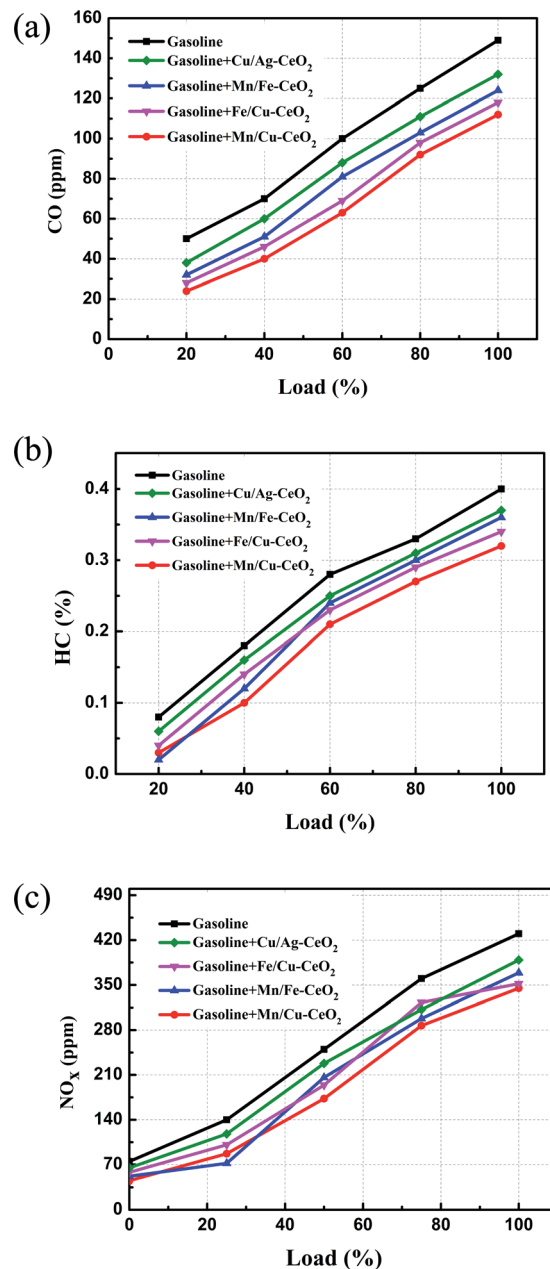 (a)
160
140
120
100
80
60
40
20
0
CO (ppm)
Gasoline
Gasoline+Cu/Ag-CeO₂
Gasoline+Mn/Fe-CeO₂
Gasoline+Fe/Cu-CeO₂
Gasoline+Mn/Cu-CeO₂
0 20 40 60 80 100
Load (%)
(b)
0.4
0.3
0.2
0.1
0.0
HC (%)
Gasoline
Gasoline+Cu/Ag-CeO₂
Gasoline+Mn/Fe-CeO₂
Gasoline+Fe/Cu-CeO₂
Gasoline+Mn/Cu-CeO₂
20 40 60 80 100
Load (%)
(c)
490
420
350
280
210
140
70
0
NOx (ppm)
Gasoline
Gasoline+Cu/Ag-CeO₂
Gasoline+Fe/Cu-CeO₂
Gasoline+Mn/Fe-CeO₂
Gasoline+Mn/Cu-CeO₂
0 20 40 60 80 100
Load (%)